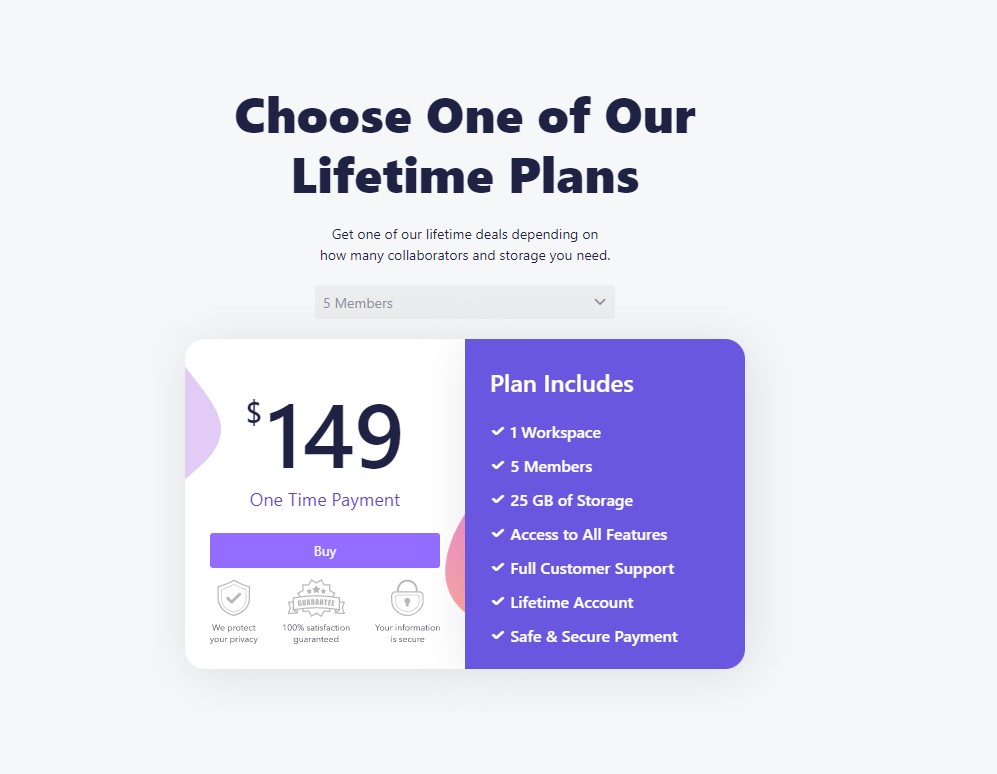 Choose One of Our
Lifetime Plans
Get one of our lifetime deals depending on
how many collaborators and storage you need.
5 Members
$149
One Time Payment
Buy
GUARANTEE
We protect
your privacy
100% satisfaction
guaranteed
Your information
is secure
Plan Includes
1 Workspace
5 Members
25 GB of Storage
Access to All Features
Full Customer Support
Lifetime Account
Safe & Secure Payment